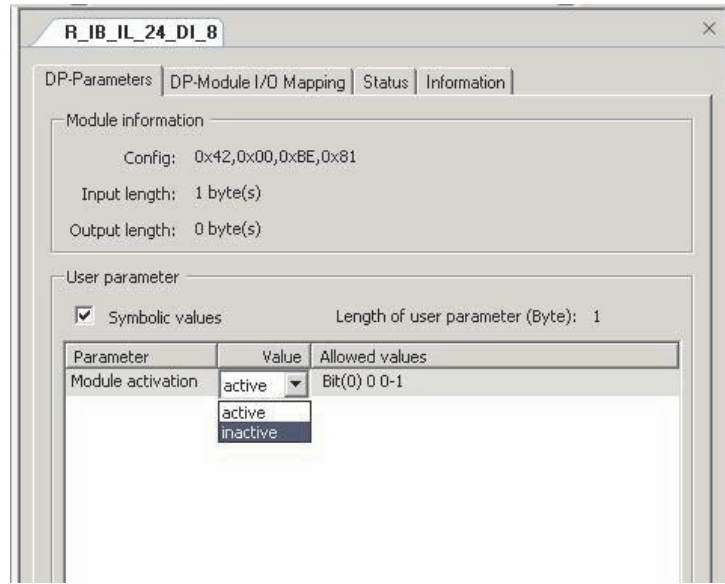 R_IB_IL_24_DI_8
DP-Parameters DP-Module I/O Mapping Status Information
Module information
Config: 0x42,0x00,0xBE,0x81
Input length: 1 byte(s)
Output length: 0 byte(s)
User parameter
Symbolic values Length of user parameter (Byte): 1
Parameter Value Allowed values
Module activation active Bit(0) 0 0-1
active
inactive